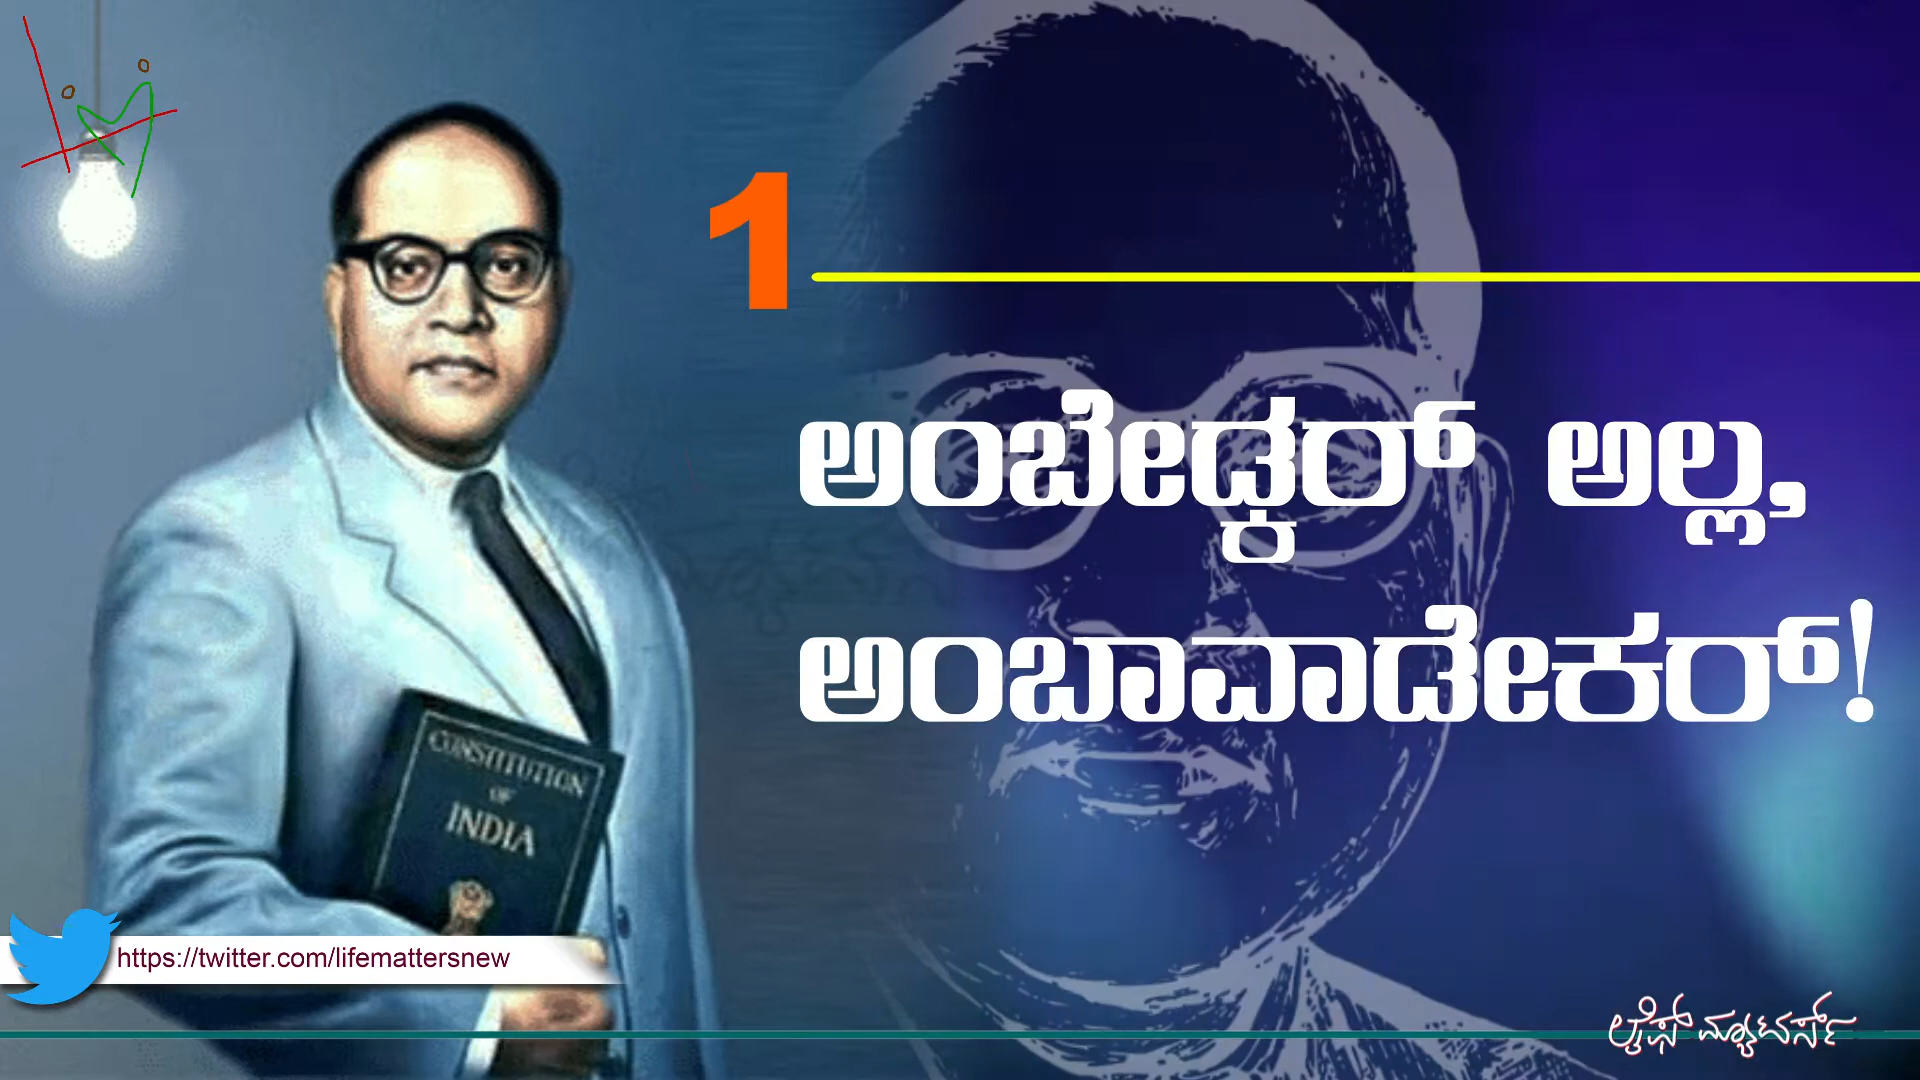 1
ಅಂಬೇಡ್ಕರ್ ಅಲ್ಲ,
ಅಂಬಾವಾಡೇಕರ್!
CONSTITUTION
OF
INDIA
https://twitter.com/lifemattersnew
ಲೈಫ್ ಮ್ಯಾಟರ್ಸ್